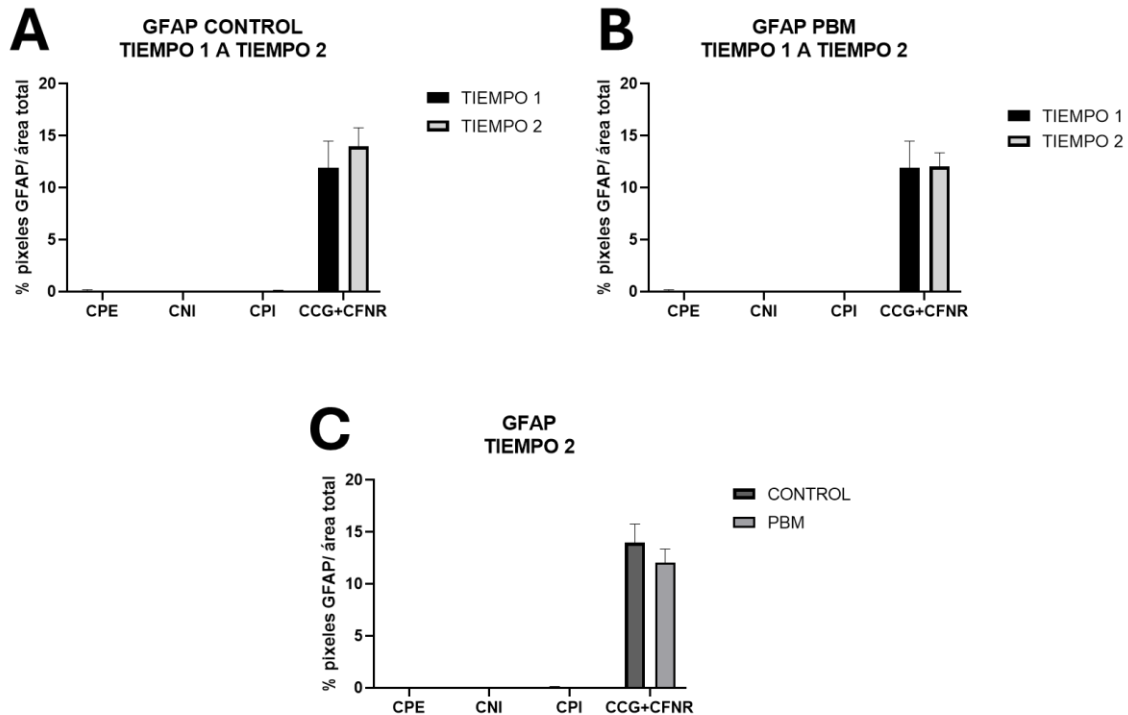 A
GFAP CONTROL
TIEMPO 1 A TIEMPO 2
% pixeles GFAP/ área total
20
15
10
5
0
CPE CNI CPI CCG+CFNR
TIEMPO 1
TIEMPO 2
B
GFAP PBM
TIEMPO 1 A TIEMPO 2
% pixeles GFAP/ área total
20
15
10
5
0
CPE CNI CPI CCG+CFNR
TIEMPO 1
TIEMPO 2
C
GFAP
TIEMPO 2
% pixeles GFAP/ área total
20
15
10
5
0
CPE CNI CPI CCG+CFNR
CONTROL
PBM